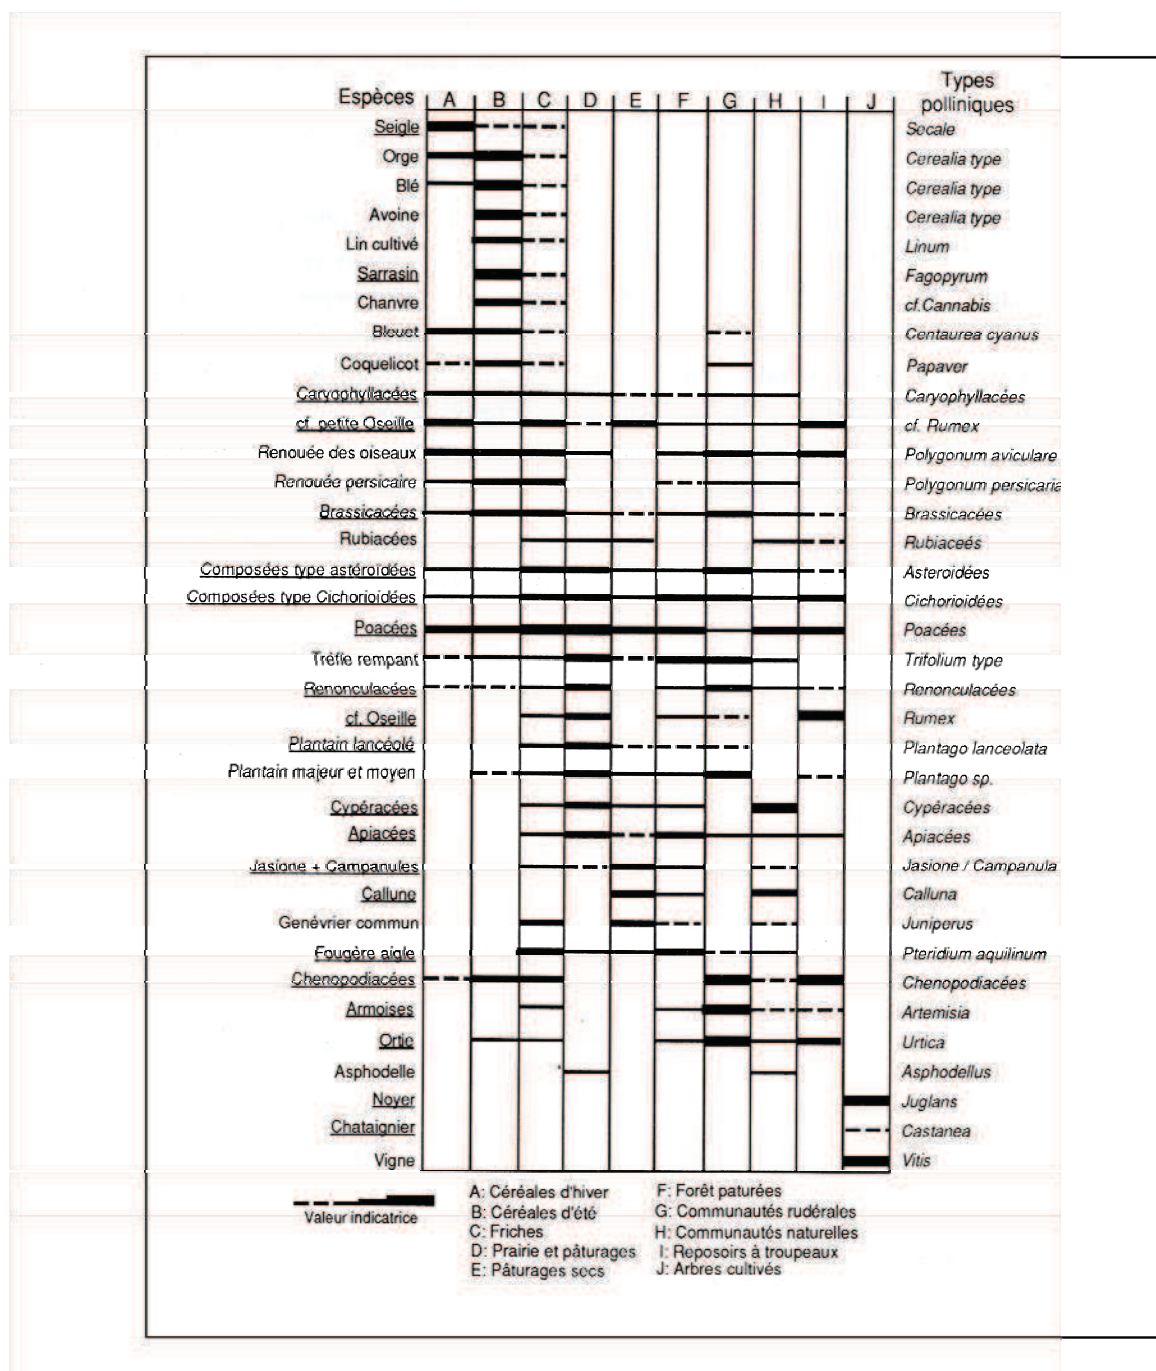 Espèces A B C D E F G H I J Types polliniques
Seigle Secale
Orge Cerealia type
Blé Cerealia type
Avoine Cerealia type
Lin cultivé Linum
Sarrasin Fagopyrum
Chanvre cf.Cannabis
Bleuet Centaurea cyanus
Coquelicot Papaver
Caryophyllacées Caryophyllacées
cf. petite Oseille cf. Rumex
Renouée des oiseaux Polygonum aviculare
Renouée persicaire Polygonum persicaria
Brassicacées Brassicacées
Rubiacées Rubiaceés
Composées type astéroïdées Asteroidées
Composées type Cichorioïdées Cichorioidées
Poacées Poacées
Trèfle rempant Trifolium type
Renonculacées Renonculacées
cf. Oseille Rumex
Plantain lancéolé Plantago lanceolata
Plantain majeur et moyen Plantago sp.
Cypéracées Cypéracées
Apiacées Apiacées
Jasione + Campanules Jasione / Campanula
Callune Calluna
Genévrier commun Juniperus
Fougère aigle Pteridium aquilinum
Chenopodiacées Chenopodiacées
Armoises Artemisia
Ortie Urtica
Asphodelle Asphodellus
Noyer Juglans
Chataignier Castanea
Vigne Vitis
Valeur indicatrice
A: Céréales d'hiver
B: Céréales d'été
C: Friches
D: Prairie et pâturages
E: Pâturages secs
F: Forêt paturées
G: Communautés rudérales
H: Communautés naturelles
I: Reposoirs à troupeaux
J: Arbres cultivés